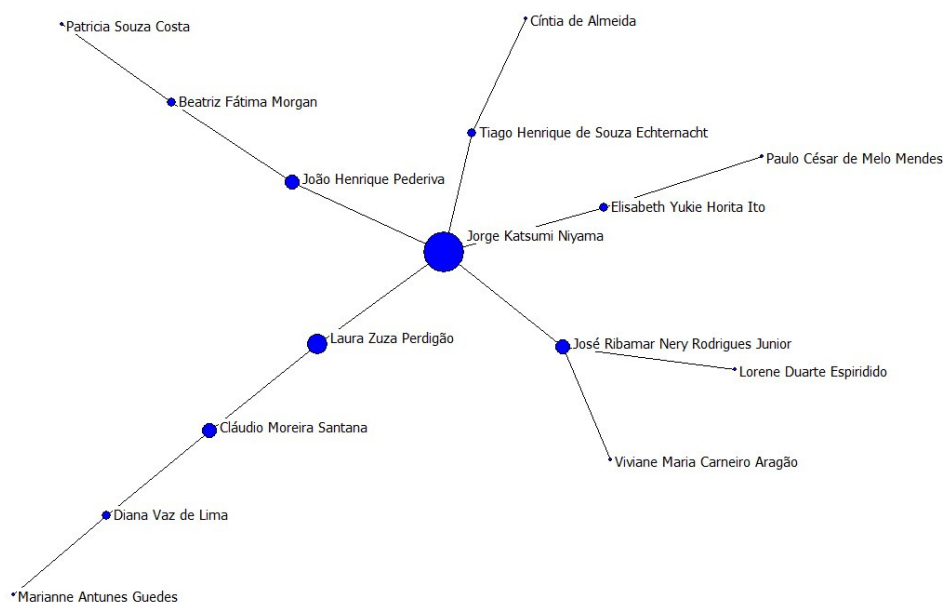 Cíntia de Almeida
Patricia Souza Costa
Beatriz Fátima Morgan
Tiago Henrique de Souza Echternacht
Paulo César de Melo Mendes
João Henrique Pederiva
Elisabeth Yukie Horita Ito
Jorge Katsumi Niyama
Laura Zuza Perdigão
José Ribamar Nery Rodrigues Junior
Lorene Duarte Espiridido
Cláudio Moreira Santana
Viviane Maria Carneiro Aragão
Diana Vaz de Lima
Marianne Antunes Guedes